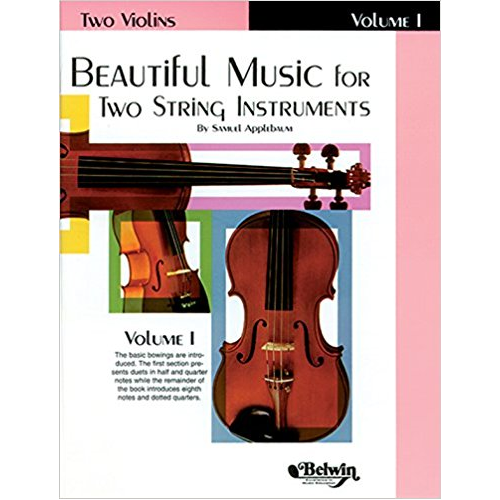 Two Violins
Volume I
Beautiful Music for
Two String Instruments
By Samuel Applebaum
Volume I
The basic bowings are intro-
duced. The first section pre-
sents duets in half and quarter
notes while the remainder of
the book introduces eighth
notes and dotted quarters.
Belwin